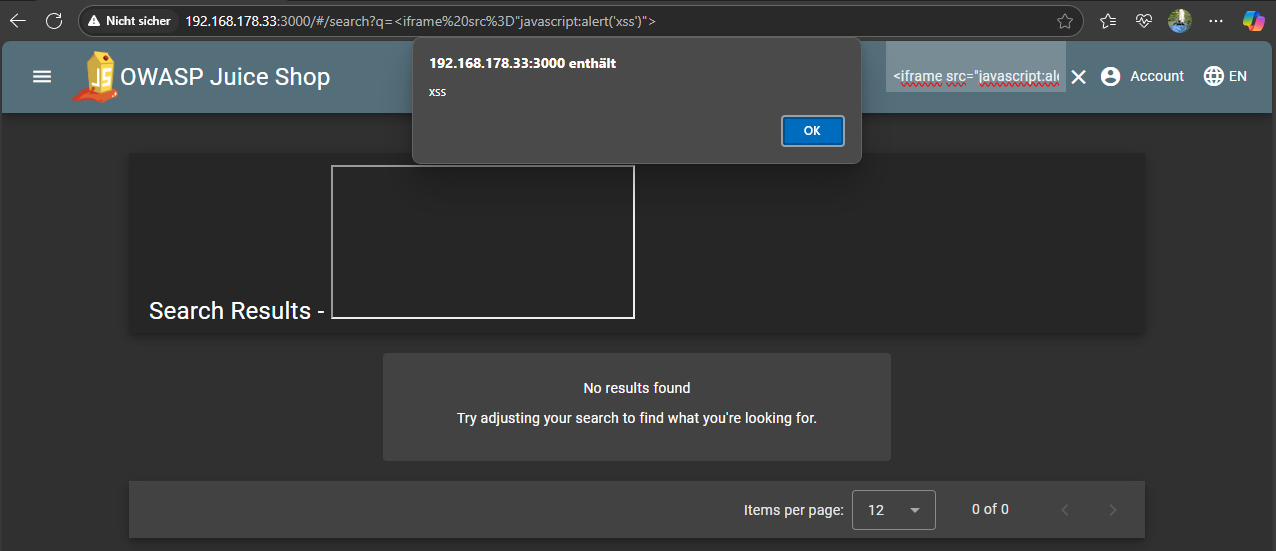 Nicht sicher 192.168.178.33:3000/#/search?q=<iframe%20src%3D"javascript:alert('xss')">
192.168.178.33:3000 enthält
xss
OK
JS
OWASP Juice Shop
<iframe src="javascript:ale
Account
EN
Search Results -
No results found
Try adjusting your search to find what you're looking for.
Items per page: 12 0 of 0